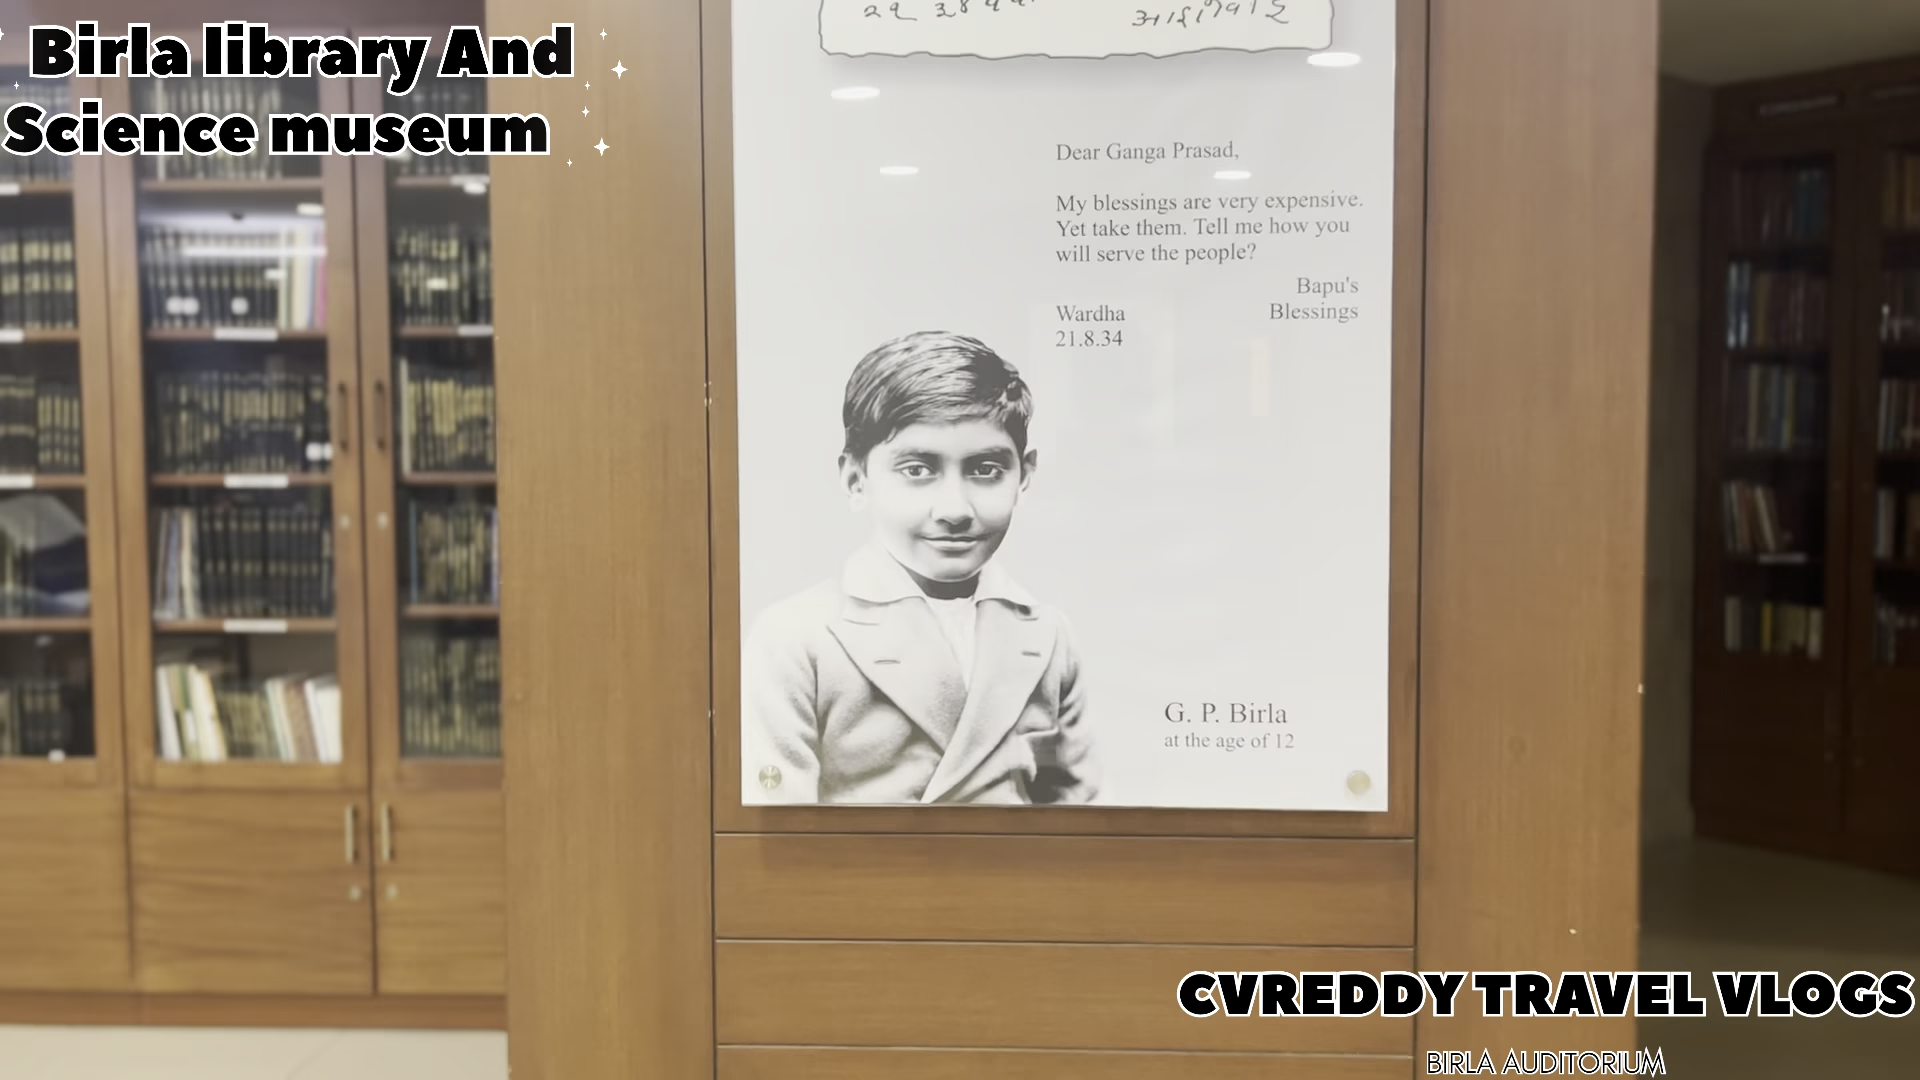 Birla library And
Science museum
Dear Ganga Prasad,
My blessings are very expensive.
Yet take them. Tell me how you
will serve the people?
Bapu's
Blessings
Wardha
21.8.34
G. P. Birla
at the age of 12
CVREDDY TRAVEL VLOGS
BIRLA AUDITORIUM